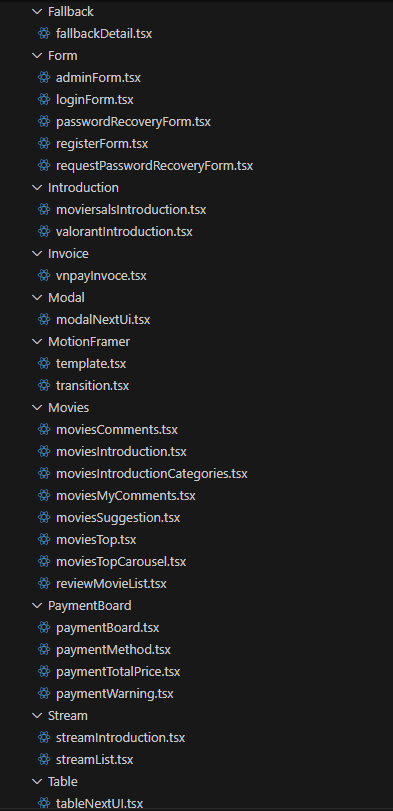 Fallback
fallbackDetail.tsx
Form
adminForm.tsx
loginForm.tsx
passwordRecoveryForm.tsx
registerForm.tsx
requestPasswordRecoveryForm.tsx
Introduction
moviersalsIntroduction.tsx
valorantIntroduction.tsx
Invoice
vnpayInvoce.tsx
Modal
modalNextUi.tsx
MotionFramer
template.tsx
transition.tsx
Movies
moviesComments.tsx
moviesIntroduction.tsx
moviesIntroductionCategories.tsx
moviesMyComments.tsx
moviesSuggestion.tsx
moviesTop.tsx
moviesTopCarousel.tsx
reviewMovieList.tsx
PaymentBoard
paymentBoard.tsx
paymentMethod.tsx
paymentTotalPrice.tsx
paymentWarning.tsx
Stream
streamIntroduction.tsx
streamList.tsx
Table
tableNextUI.tsx